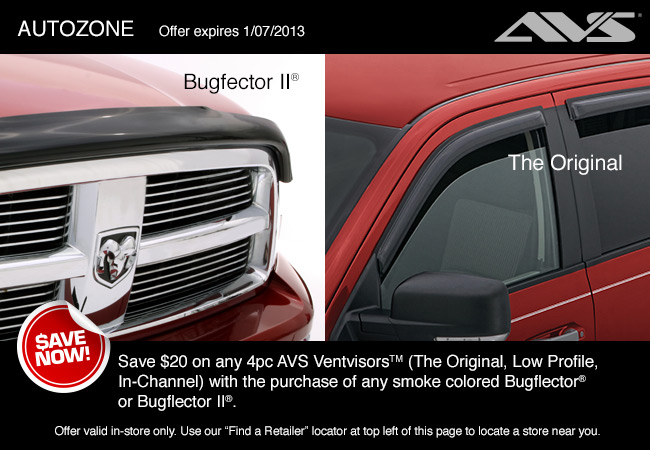 AUTOZONE Offer expires 1/07/2013
AVS®
Bugfector II®
The Original
$AVE
NOW!
Save $20 on any 4pc AVS Ventvisors™ (The Original, Low Profile,
In-Channel) with the purchase of any smoke colored Bugflector®
or Bugflector II®.
Offer valid in-store only. Use our “Find a Retailer” locator at top left of this page to locate a store near you.